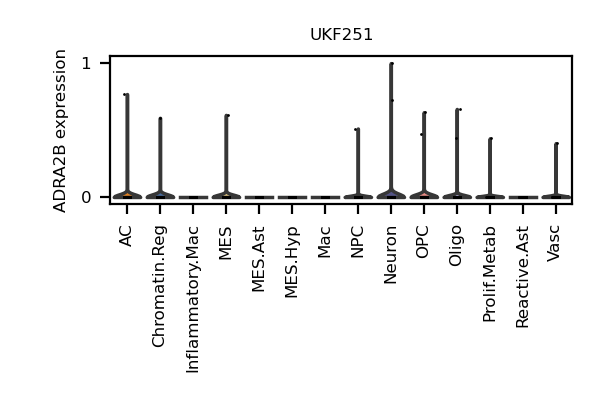 UKF251
ADRA2B expression
1
0
AC
Chromatin.Reg
Inflammatory.Mac
MES
MES.Ast
MES.Hyp
Mac
NPC
Neuron
OPC
Oligo
Prolif.Metab
Reactive.Ast
Vasc